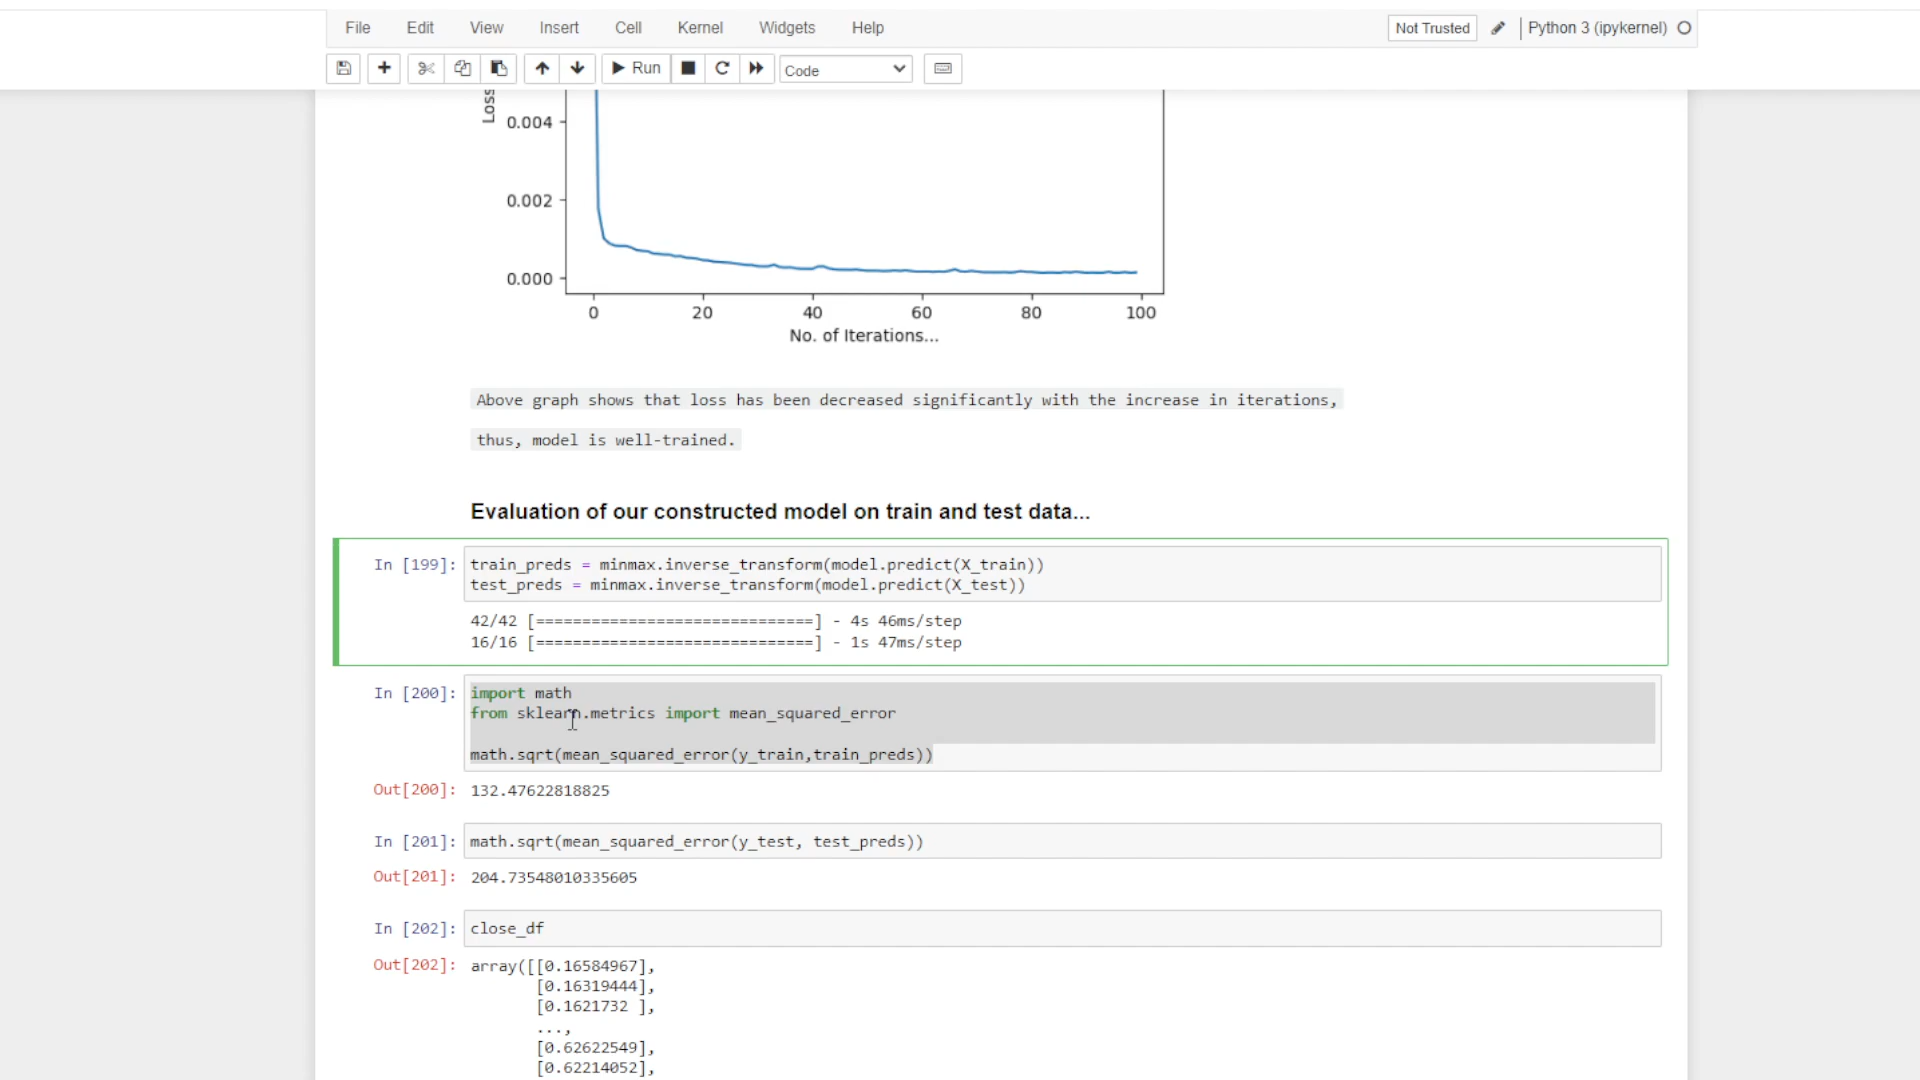 File Edit View Insert Cell Kernel Widgets Help Not Trusted Python 3 (ipykernel)
Run Code
Loss
0.004
0.002
0.000
0 20 40 60 80 100
No. of Iterations...
Above graph shows that loss has been decreased significantly with the increase in iterations,
thus, model is well-trained.
Evaluation of our constructed model on train and test data...
In [199]: train_preds = minmax.inverse_transform(model.predict(X_train))
test_preds = minmax.inverse_transform(model.predict(X_test))
42/42 [==============================] - 4s 46ms/step
16/16 [==============================] - 1s 47ms/step
In [200]: import math
from sklearn.metrics import mean_squared_error
math.sqrt(mean_squared_error(y_train,train_preds))
Out[200]: 132.47622818825
In [201]: math.sqrt(mean_squared_error(y_test, test_preds))
Out[201]: 204.73548010335605
In [202]: close_df
Out[202]: array([[0.16584967],
[0.16319444],
[0.1621732 ],
...,
[0.62622549],
[0.62214052],